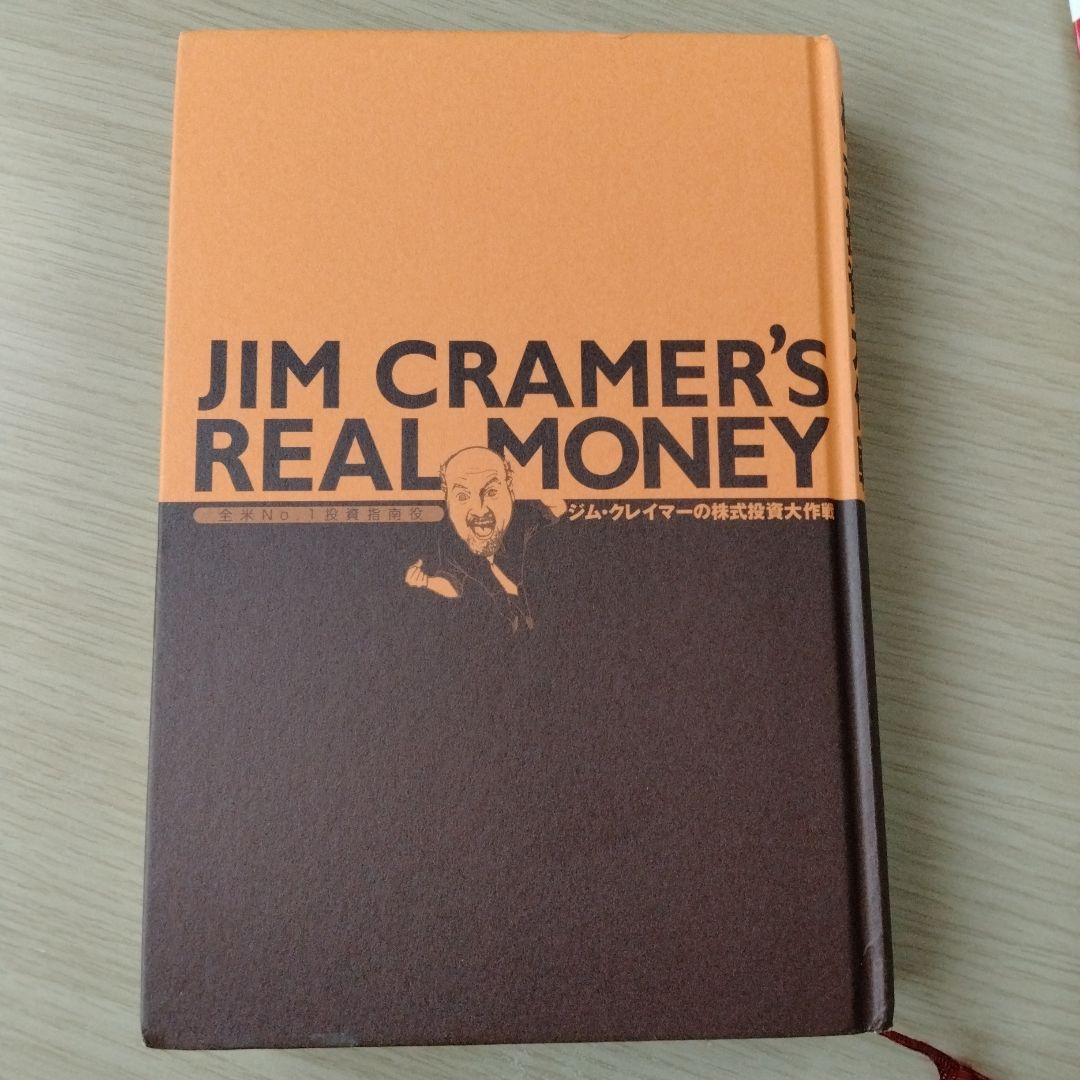 JIM CRAMER'S
REAL MONEY
全米No.1投資指南役
ジム・クレイマーの株式投資大作戦